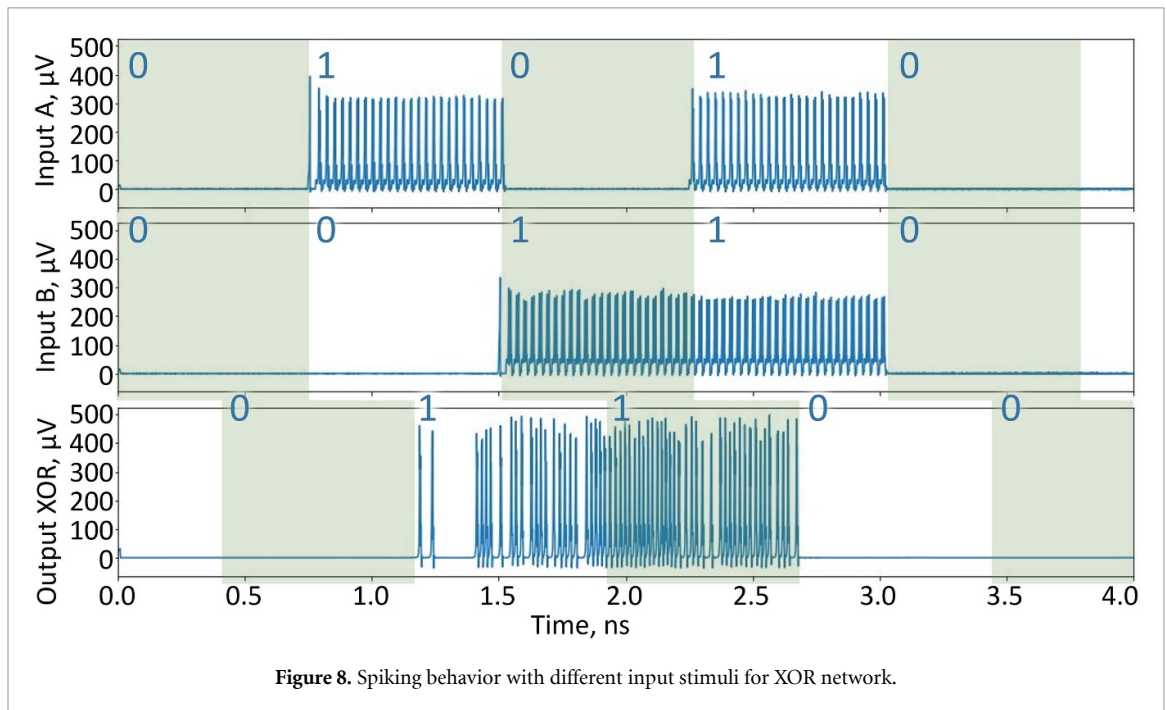 500
400
300
200
100
0
Input A, μV
0 1 0 1 0
500
400
300
200
100
0
Input B, μV
0 0 1 1 0
500
400
300
200
100
0
Output XOR, μV
0 1 1 0 0
0.0 0.5 1.0 1.5 2.0 2.5 3.0 3.5 4.0
Time, ns
Figure 8. Spiking behavior with different input stimuli for XOR network.